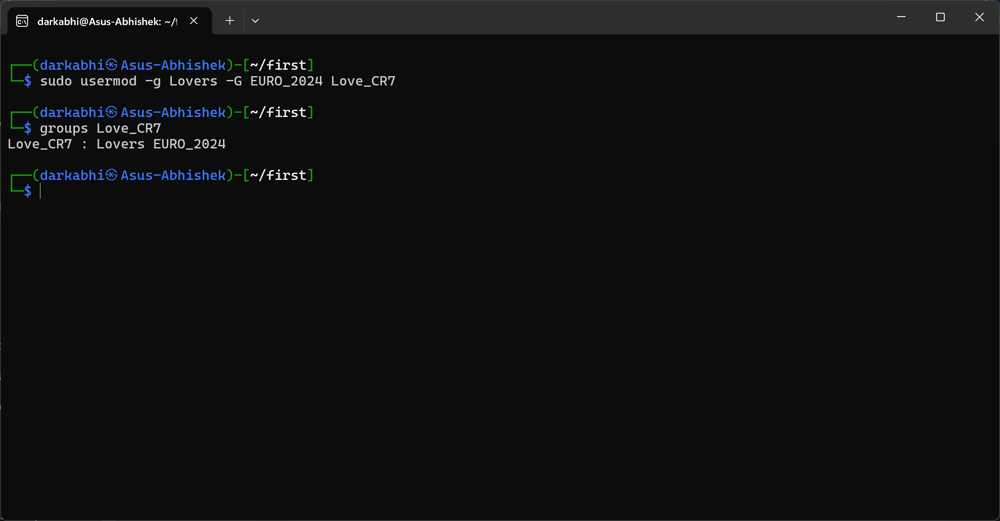 darkabhi@Asus-Abhishek: ~/f
┌──(darkabhi㉿Asus-Abhishek)-[~/first]
└─$ sudo usermod -g Lovers -G EURO_2024 Love_CR7
┌──(darkabhi㉿Asus-Abhishek)-[~/first]
└─$ groups Love_CR7
Love_CR7 : Lovers EURO_2024
┌──(darkabhi㉿Asus-Abhishek)-[~/first]
└─$